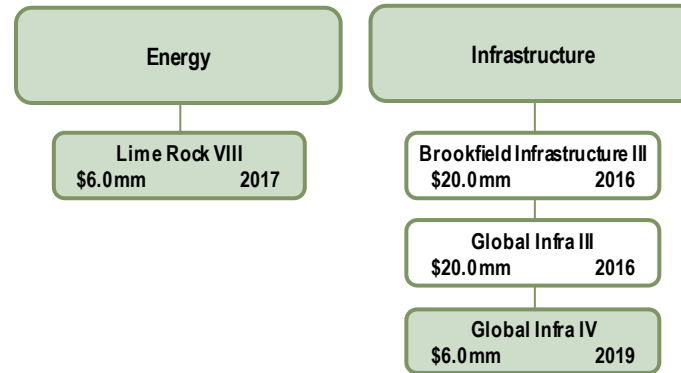 Energy
Lime Rock VIII
$6.0mm 2017
Infrastructure
Brookfield Infrastructure III
$20.0mm 2016
Global Infra III
$20.0mm 2016
Global Infra IV
$6.0mm 2019